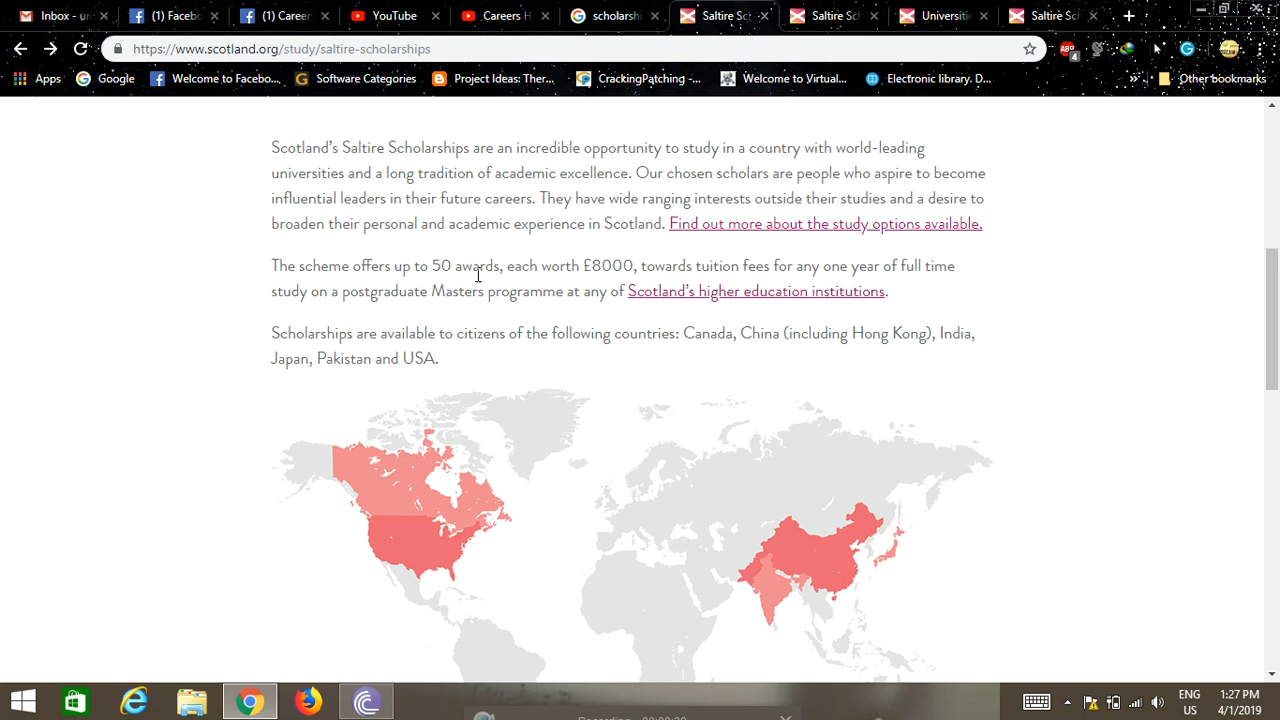 Inbox - u
(1) Facebo
(1) Careers
YouTube
Careers H
scholarshi
Saltire Sch
Saltire Sch
Universitie
Saltire Sch
https://www.scotland.org/study/saltire-scholarships
ABP
4
G
Apps
Google
Welcome to Facebo...
Software Categories
Project Ideas: Ther...
CrackingPatching -...
Welcome to Virtual...
Electronic library. D...
»
Other bookmarks
Scotland's Saltire Scholarships are an incredible opportunity to study in a country with world-leading
universities and a long tradition of academic excellence. Our chosen scholars are people who aspire to become
influential leaders in their future careers. They have wide ranging interests outside their studies and a desire to
broaden their personal and academic experience in Scotland. Find out more about the study options available.
The scheme offers up to 50 awards, each worth £8000, towards tuition fees for any one year of full time
study on a postgraduate Masters programme at any of Scotland's higher education institutions.
Scholarships are available to citizens of the following countries: Canada, China (including Hong Kong), India,
Japan, Pakistan and USA.
ENG
US
1:27 PM
4/1/2019